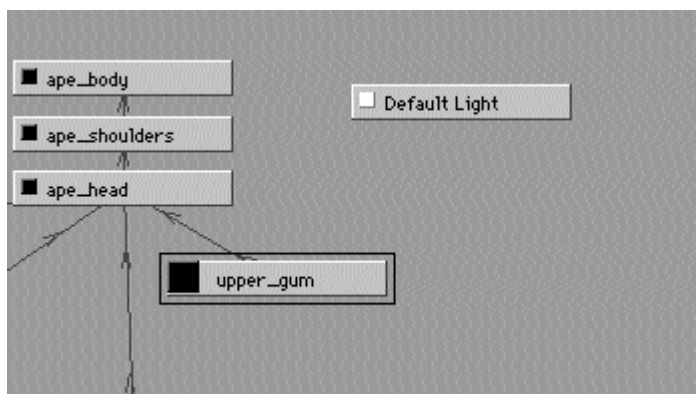 ape_body
Default Light
ape_shoulders
ape_head
upper_gum